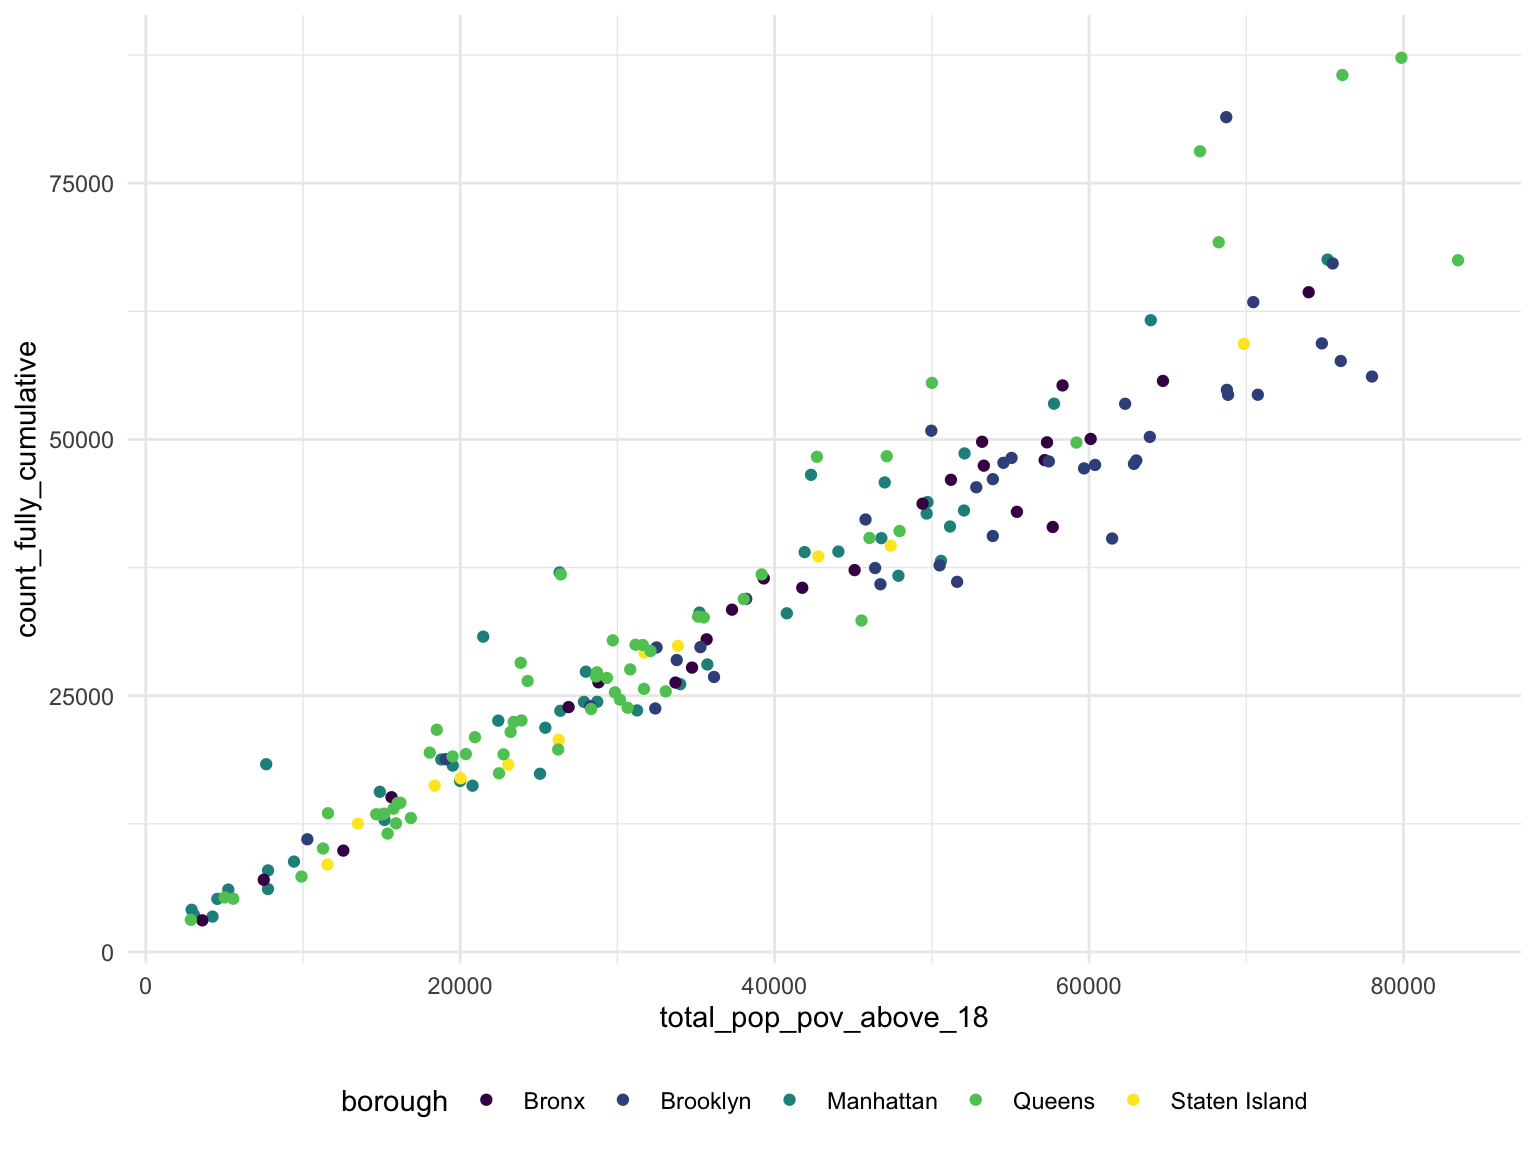 count_fully_cumulative
75000
50000
25000
0
0 20000 40000 60000 80000
total_pop_pov_above_18
borough Bronx Brooklyn Manhattan Queens Staten Island